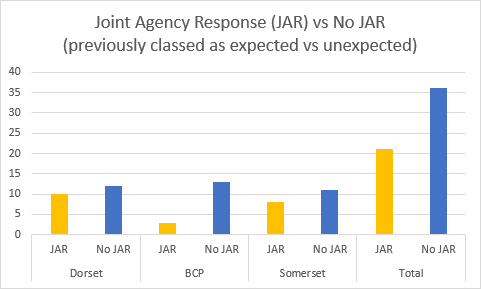 Joint Agency Response (JAR) vs No JAR
(previously classed as expected vs unexpected)
40
35
30
25
20
15
10
5
0
JAR No JAR JAR No JAR JAR No JAR JAR No JAR
Dorset BCP Somerset Total